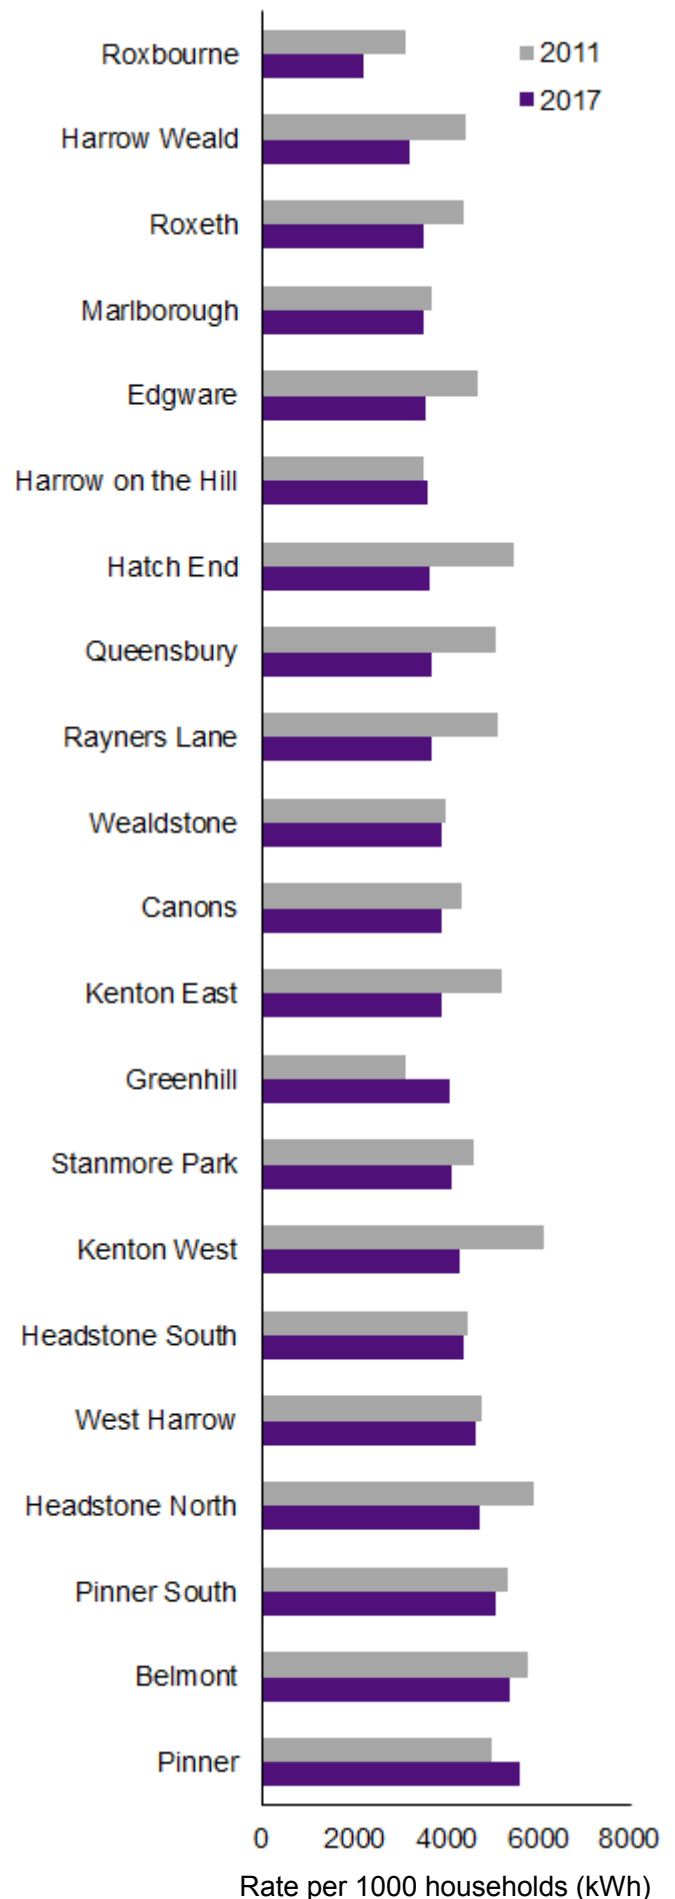 Roxbourne
2011
2017
Harrow Weald
Roxeth
Marlborough
Edgware
Harrow on the Hill
Hatch End
Queensbury
Rayners Lane
Wealdstone
Canons
Kenton East
Greenhill
Stanmore Park
Kenton West
Headstone South
West Harrow
Headstone North
Pinner South
Belmont
Pinner
0 2000 4000 6000 8000
Rate per 1000 households (kWh)